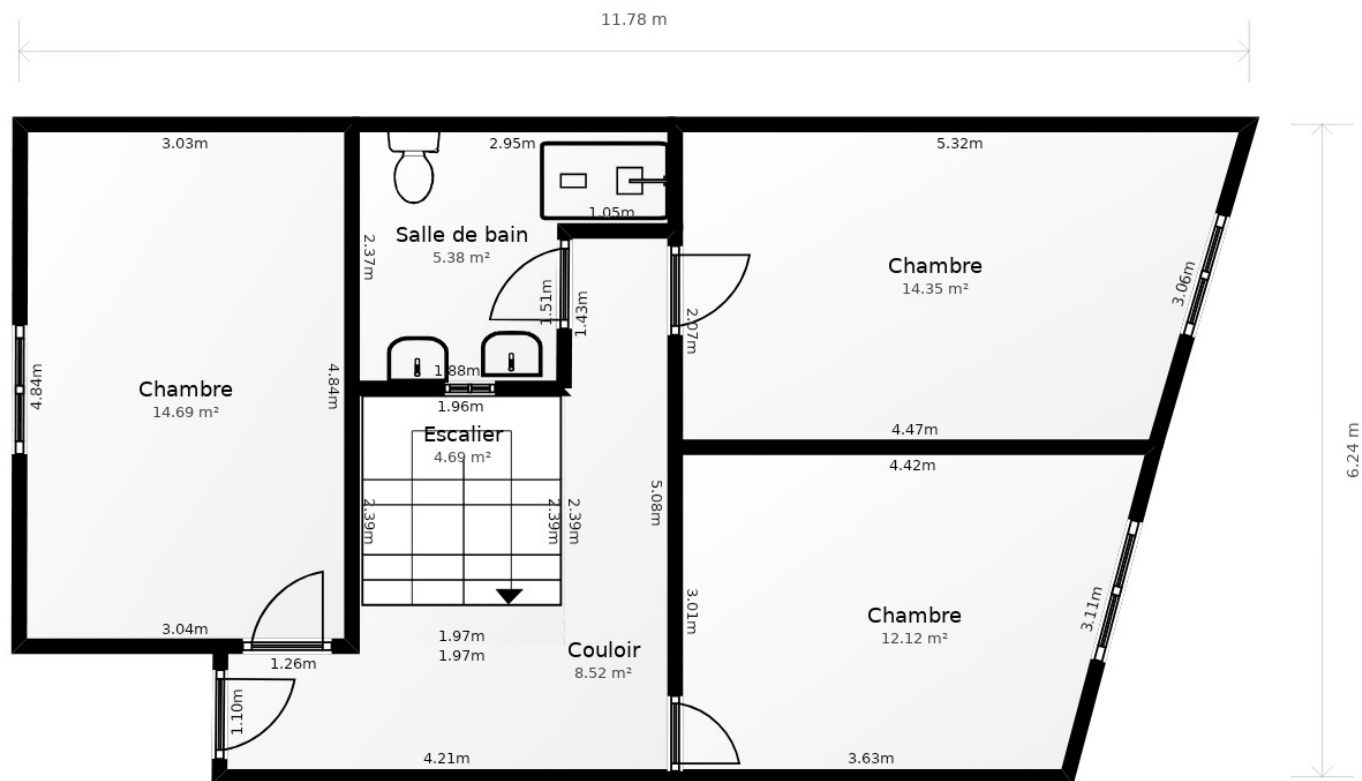 11.78 m
3.03m
2.95m
5.32m
1.05m
Salle de bain
5.38 m²
2.37m
Chambre
14.35 m²
3.06m
1.51m
1.43m
2.07m
4.84m
Chambre
14.69 m²
4.84m
1.88m
1.96m
Escalier
4.69 m²
4.47m
4.42m
6.24 m
2.39m
2.39m
2.39m
5.08m
3.01m
Chambre
12.12 m²
3.11m
3.04m
1.97m
1.97m
Couloir
8.52 m²
1.26m
1.10m
4.21m
3.63m